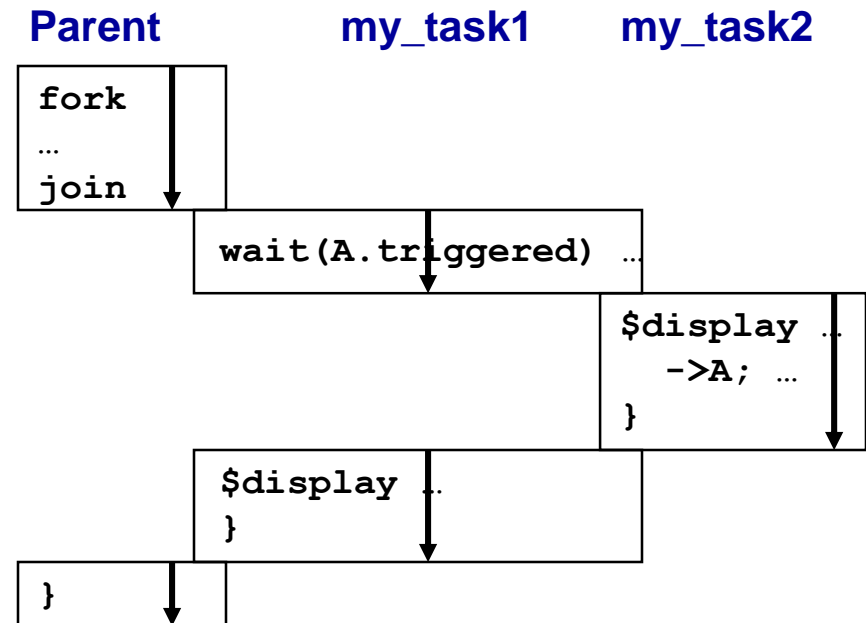 Parent my_task1 my_task2
fork
…
join
wait(A.triggered) …
$display …
->A; …
}
$display …
}
}